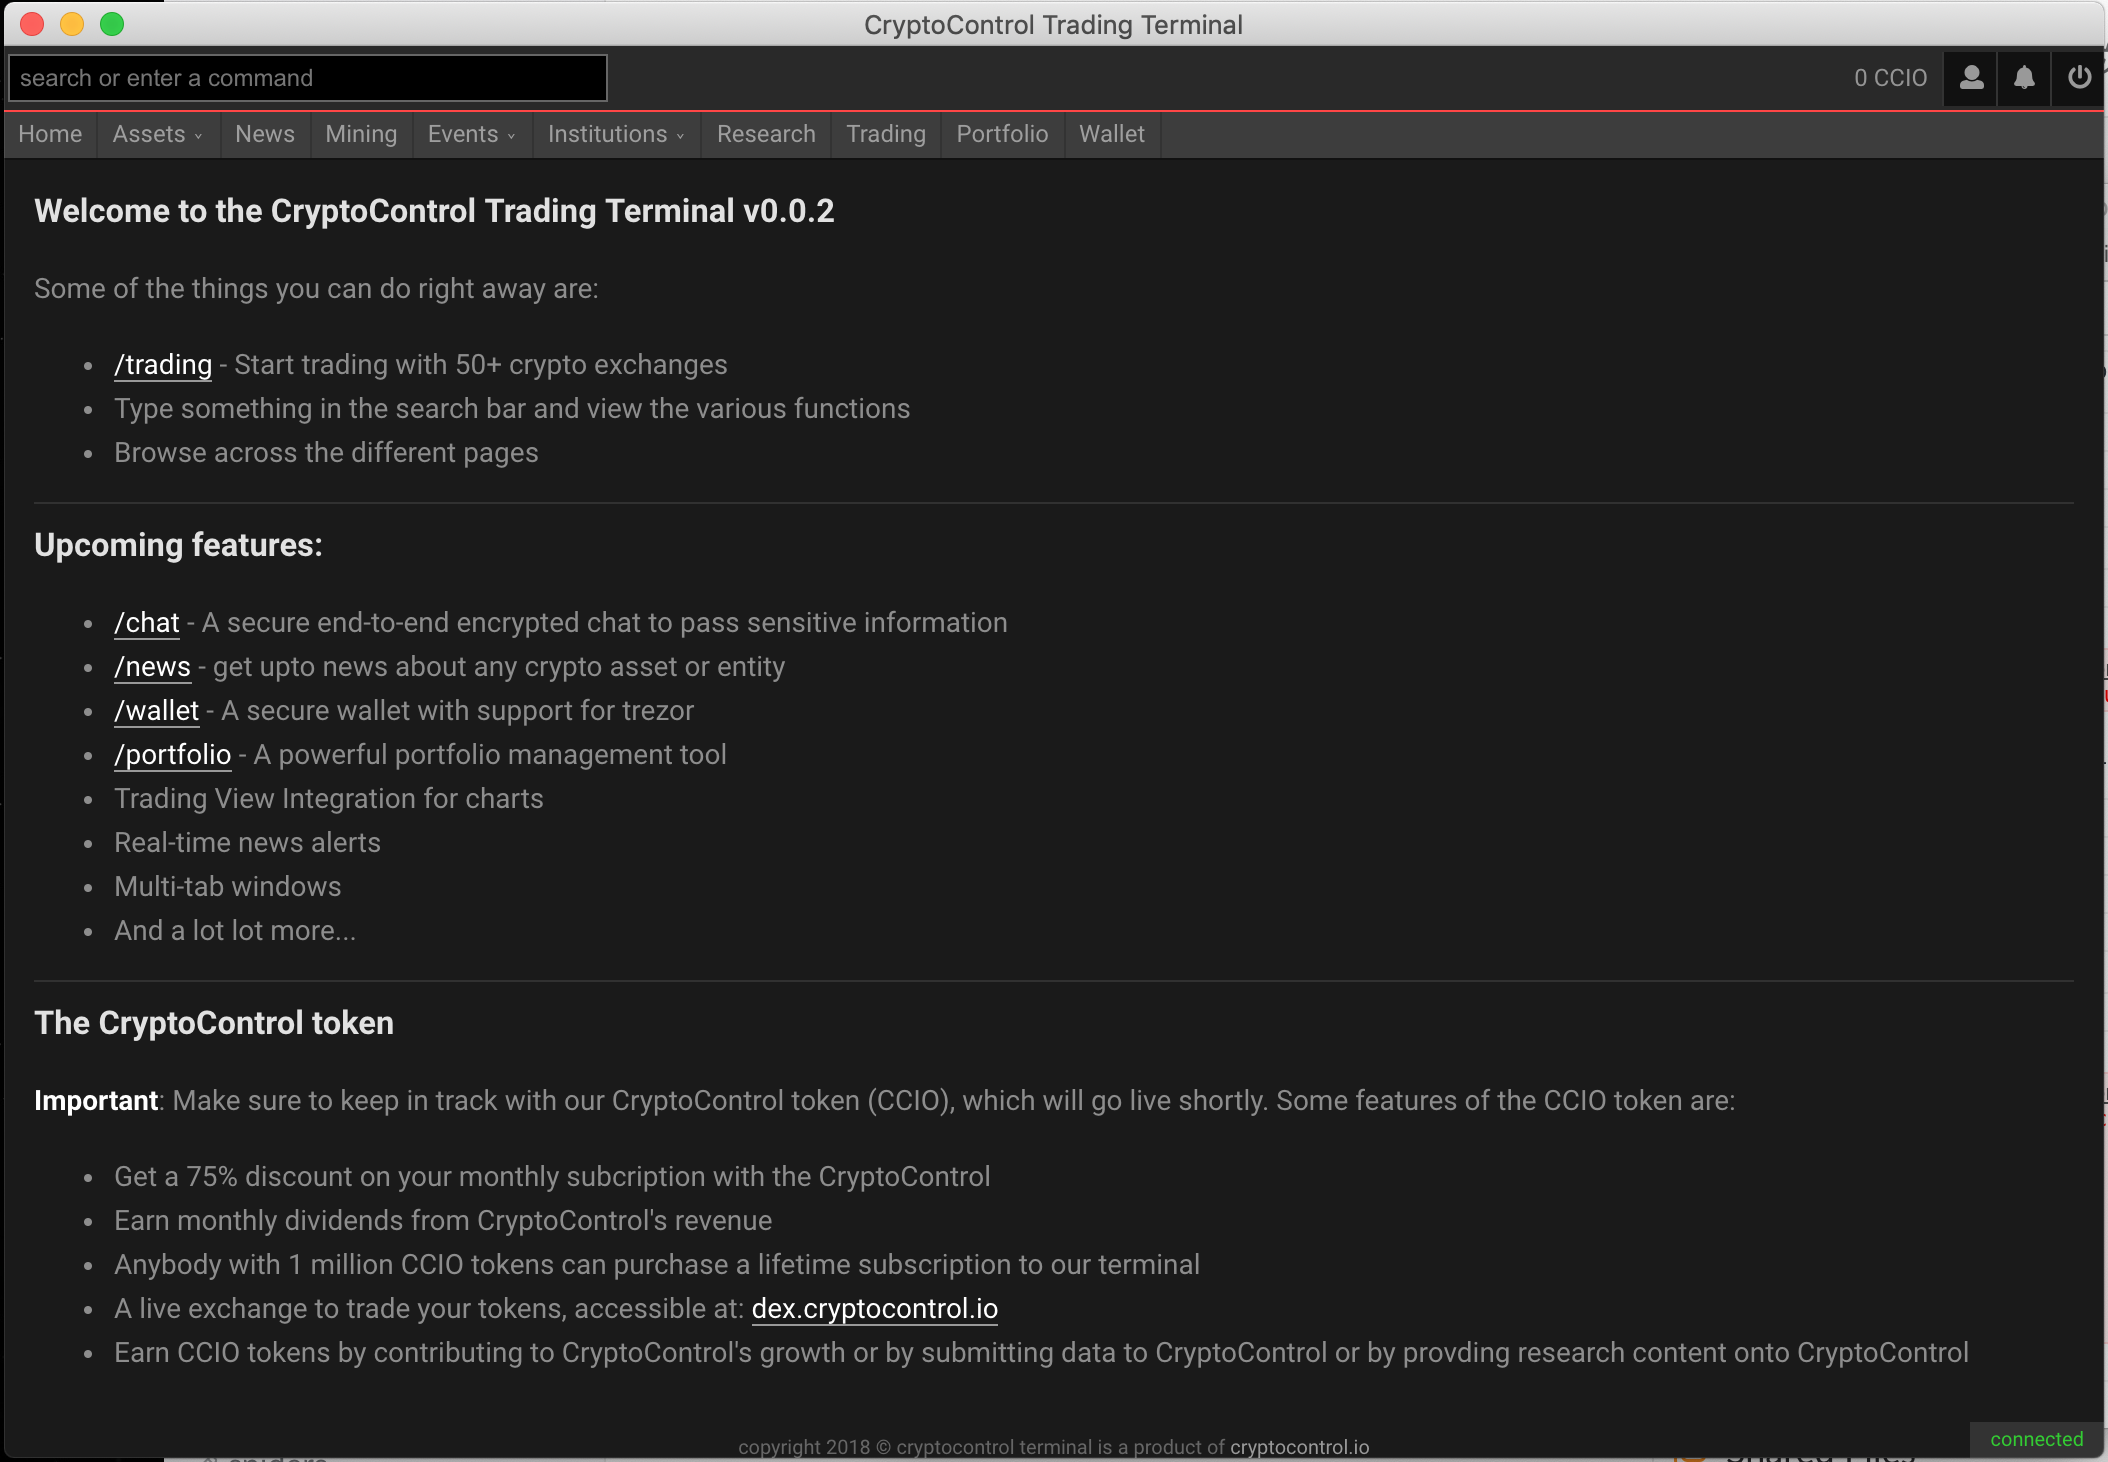 CryptoControl Trading Terminal
search or enter a command
0 CCIO
Home Assets News Mining Events Institutions Research Trading Portfolio Wallet
Welcome to the CryptoControl Trading Terminal v0.0.2
Some of the things you can do right away are:
/trading - Start trading with 50+ crypto exchanges
Type something in the search bar and view the various functions
Browse across the different pages
Upcoming features:
/chat - A secure end-to-end encrypted chat to pass sensitive information
/news - get upto news about any crypto asset or entity
/wallet - A secure wallet with support for trezor
/portfolio - A powerful portfolio management tool
Trading View Integration for charts
Real-time news alerts
Multi-tab windows
And a lot lot more...
The CryptoControl token
Important: Make sure to keep in track with our CryptoControl token (CCIO), which will go live shortly. Some features of the CCIO token are:
Get a 75% discount on your monthly subcription with the CryptoControl
Earn monthly dividends from CryptoControl's revenue
Anybody with 1 million CCIO tokens can purchase a lifetime subscription to our terminal
A live exchange to trade your tokens, accessible at: dex.cryptocontrol.io
Earn CCIO tokens by contributing to CryptoControl's growth or by submitting data to CryptoControl or by provding research content onto CryptoControl
copyright 2018 © cryptocontrol terminal is a product of cryptocontrol.io
connected